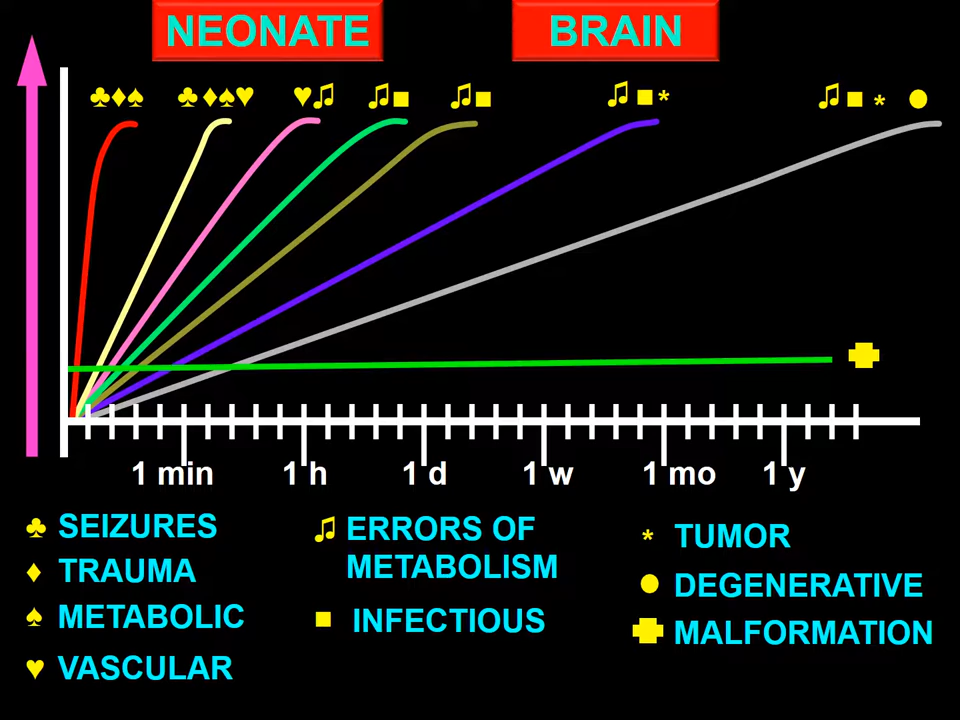 NEONATE BRAIN
♣♦♠ ♣♦♠♥ ♥♫ ♫■ ♫■ ♫■* ♫■*●
1 min 1 h 1 d 1 w 1 mo 1 y
♣ SEIZURES
♦ TRAUMA
♠ METABOLIC
♥ VASCULAR
♫ ERRORS OF
METABOLISM
■ INFECTIOUS
* TUMOR
● DEGENERATIVE
MALFORMATION